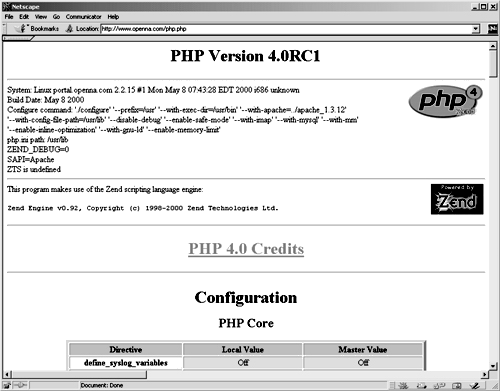 Netscape
File Edit View Go Communicator Help
Bookmarks Location: http://www.openna.com/php.php
PHP Version 4.0RC1
System: Linux portal.openna.com 2.2.15 #1 Mon May 8 07:43:28 EDT 2000 i686 unknown
Build Date: May 8 2000
Configure command: './configure' '--prefix=/usr' '--with-exec-dir=/usr/bin' '--with-apache=../apache_1.3.12'
'--with-config-file-path=/usr/lib' '--disable-debug' '--enable-safe-mode' '--with-imap' '--with-mysql' '--with-mm'
'--enable-inline-optimization' '--with-gnu-ld' '--enable-memory-limit'
php.ini path: /usr/lib
ZEND_DEBUG=0
SAPI=Apache
ZTS is undefined
php 4
ZEND
This program makes use of the Zend scripting language engine:
Zend Engine v0.92, Copyright (c) 1998-2000 Zend Technologies Ltd.
Powered by
Zend
PHP 4.0 Credits
Configuration
PHP Core
Directive Local Value Master Value
define_syslog_variables Off Off
Document: Done